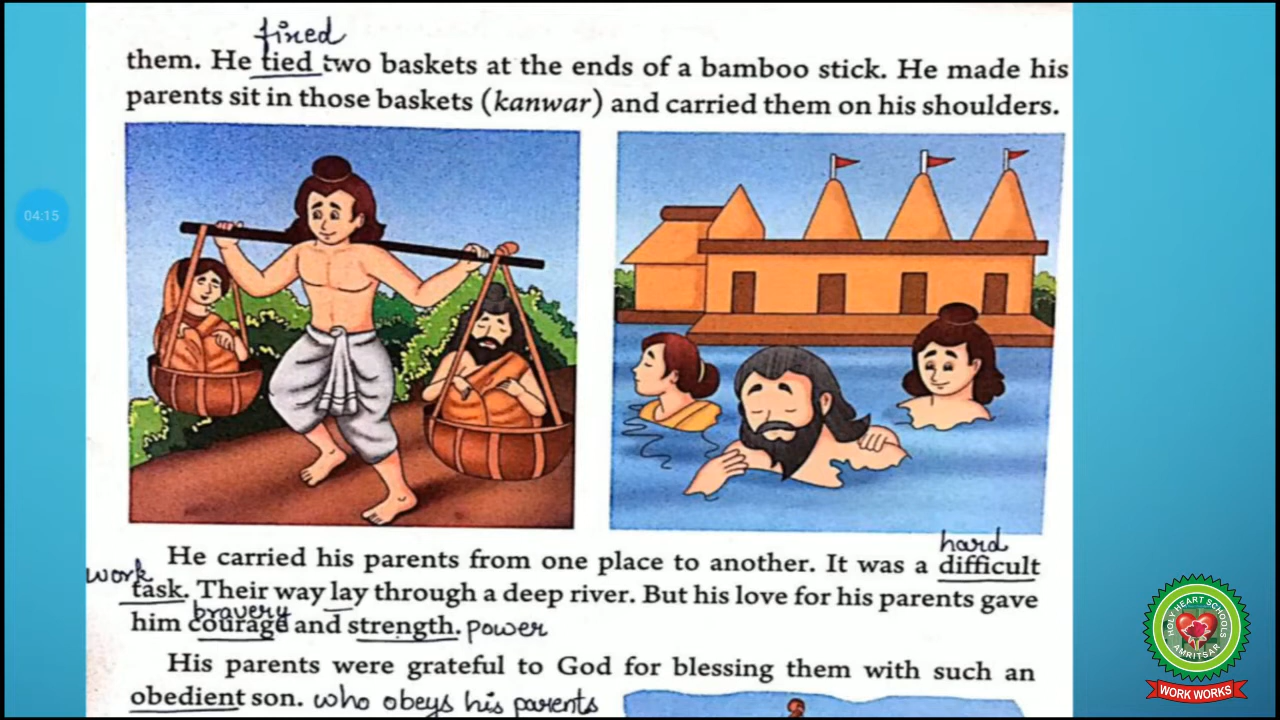 fixed
them. He tied two baskets at the ends of a bamboo stick. He made his
parents sit in those baskets (kanwar) and carried them on his shoulders.
04:15
hard
He carried his parents from one place to another. It was a difficult
work
task. Their way lay through a deep river. But his love for his parents gave
bravery
him courage and strength. power
His parents were grateful to God for blessing them with such an
obedient son. who obeys his parents
HOLY HEART SCHOOLS
AMRITSAR
WORK WORKS